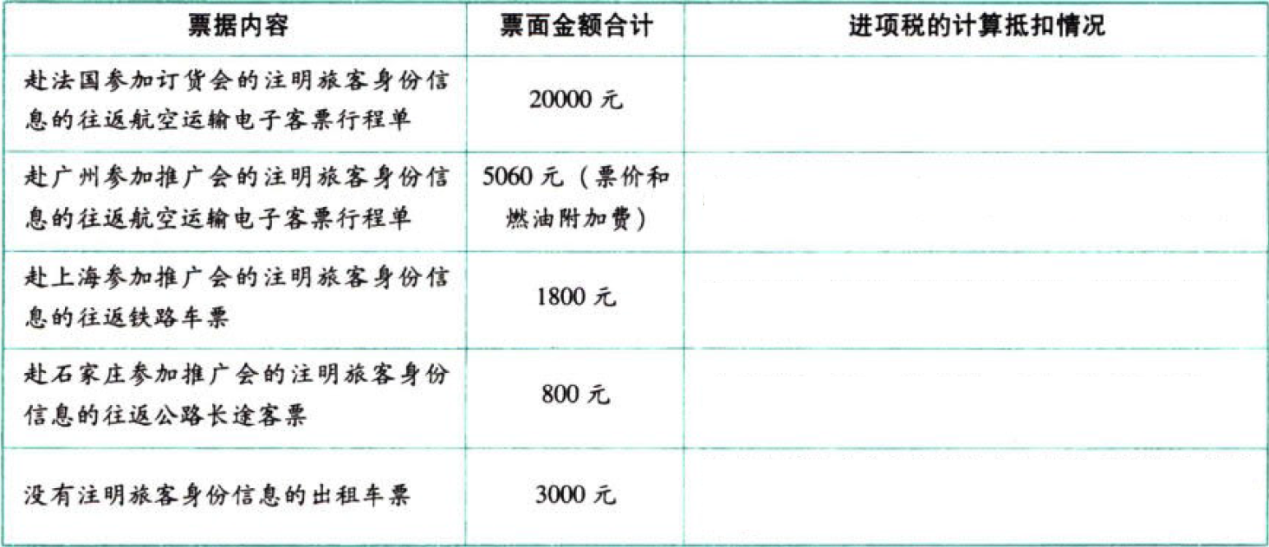 票据内容 票面金额合计 进项税的计算抵扣情况
赴法国参加订货会的注明旅客身份信
息的往返航空运输电子客票行程单
20000 元
赴广州参加推广会的注明旅客身份信
息的往返航空运输电子客票行程单
5060 元（票价和
燃油附加费）
赴上海参加推广会的注明旅客身份信
息的往返铁路车票
1800 元
赴石家庄参加推广会的注明旅客身份
信息的往返公路长途客票
800 元
没有注明旅客身份信息的出租车票
3000 元